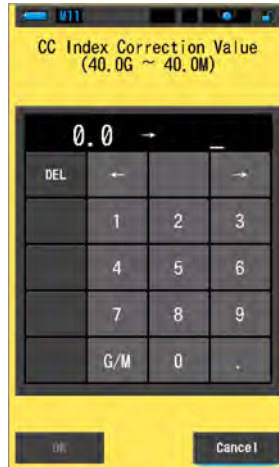 M11
CC Index Correction Value
(40.0G ~ 40.0M)
0.0 → _
DEL ← →
1 2 3
4 5 6
7 8 9
G/M 0 .
OK Cancel